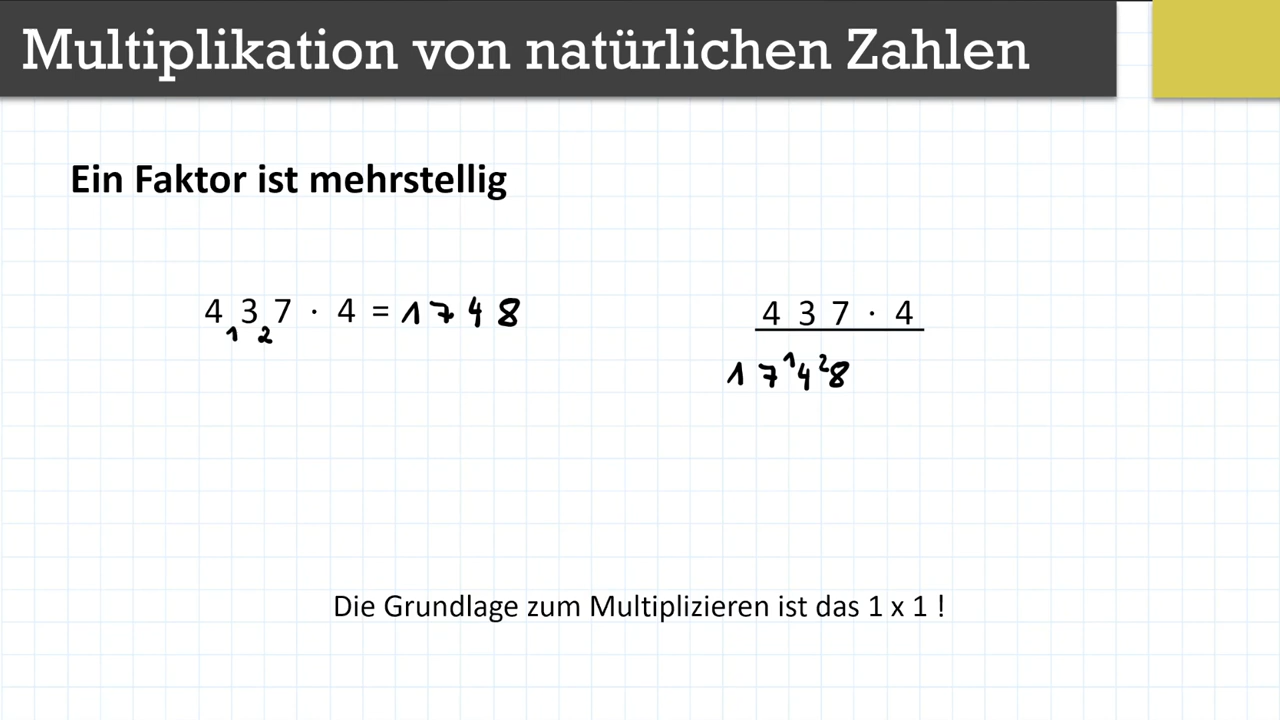 Multiplikation von natürlichen Zahlen
Ein Faktor ist mehrstellig
4 3 7 · 4 = 1 7 4 8
1 2
4 3 7 · 4
1 7 1 4 2 8
Die Grundlage zum Multiplizieren ist das 1 x 1 !